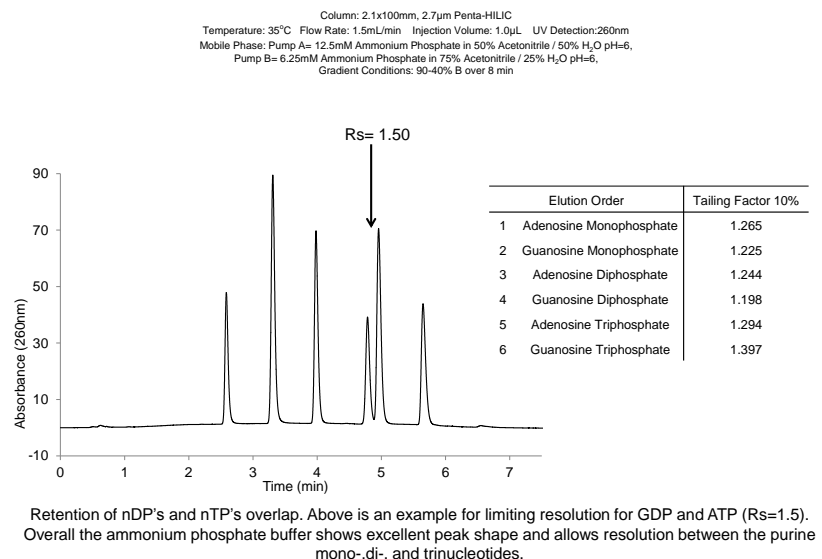 Column: 2.1x100mm, 2.7µm Penta-HILIC
Temperature: 35°C Flow Rate: 1.5mL/min Injection Volume: 1.0µL UV Detection:260nm
Mobile Phase: Pump A= 12.5mM Ammonium Phosphate in 50% Acetonitrile / 50% H₂O pH=6,
Pump B= 6.25mM Ammonium Phosphate in 75% Acetonitrile / 25% H₂O pH=6,
Gradient Conditions: 90-40% B over 8 min
Rs= 1.50
Absorbance (260nm)
90
70
50
30
10
-10
0 1 2 3 4 5 6 7
Time (min)
Elution Order Tailing Factor 10%
1 Adenosine Monophosphate 1.265
2 Guanosine Monophosphate 1.225
3 Adenosine Diphosphate 1.244
4 Guanosine Diphosphate 1.198
5 Adenosine Triphosphate 1.294
6 Guanosine Triphosphate 1.397
Retention of nDP's and nTP's overlap. Above is an example for limiting resolution for GDP and ATP (Rs=1.5).
Overall the ammonium phosphate buffer shows excellent peak shape and allows resolution between the purine
mono-,di-, and trinucleotides.